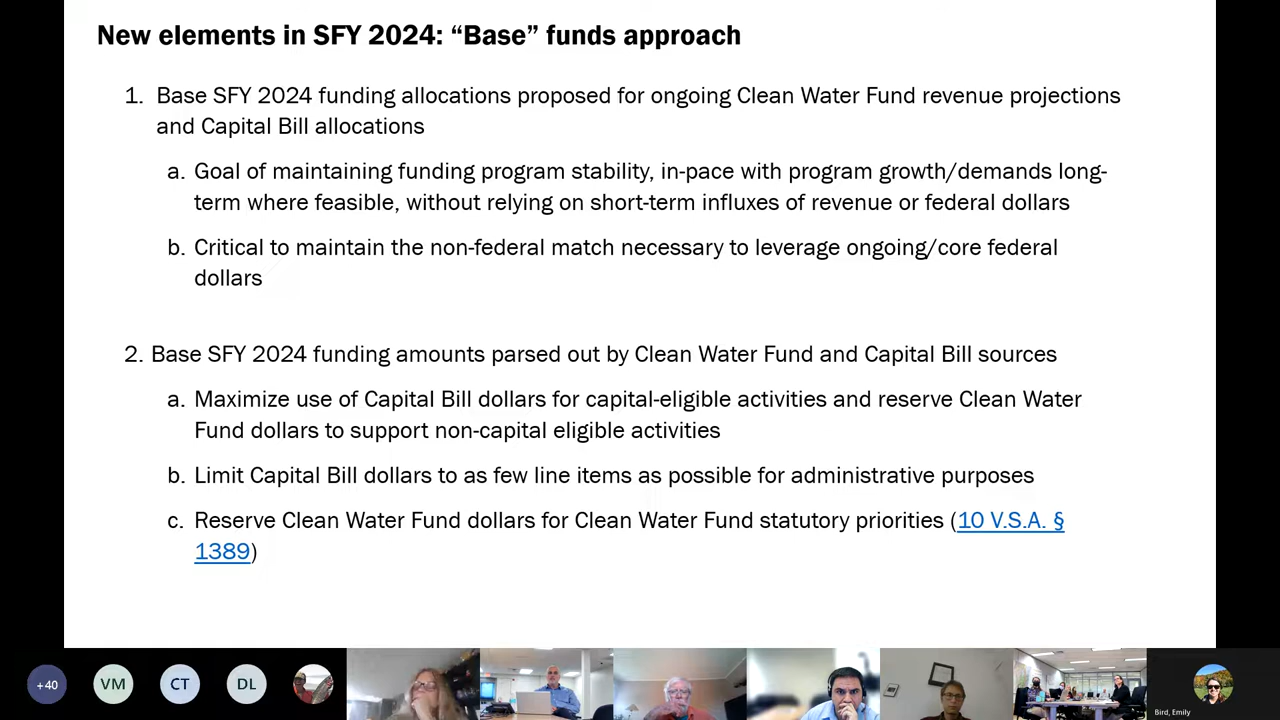 New elements in SFY 2024: “Base” funds approach
1. Base SFY 2024 funding allocations proposed for ongoing Clean Water Fund revenue projections
and Capital Bill allocations
a. Goal of maintaining funding program stability, in-pace with program growth/demands long-
term where feasible, without relying on short-term influxes of revenue or federal dollars
b. Critical to maintain the non-federal match necessary to leverage ongoing/core federal
dollars
2. Base SFY 2024 funding amounts parsed out by Clean Water Fund and Capital Bill sources
a. Maximize use of Capital Bill dollars for capital-eligible activities and reserve Clean Water
Fund dollars to support non-capital eligible activities
b. Limit Capital Bill dollars to as few line items as possible for administrative purposes
c. Reserve Clean Water Fund dollars for Clean Water Fund statutory priorities (10 V.S.A. §
1389)
+40 VM CT DL
Bird, Emily